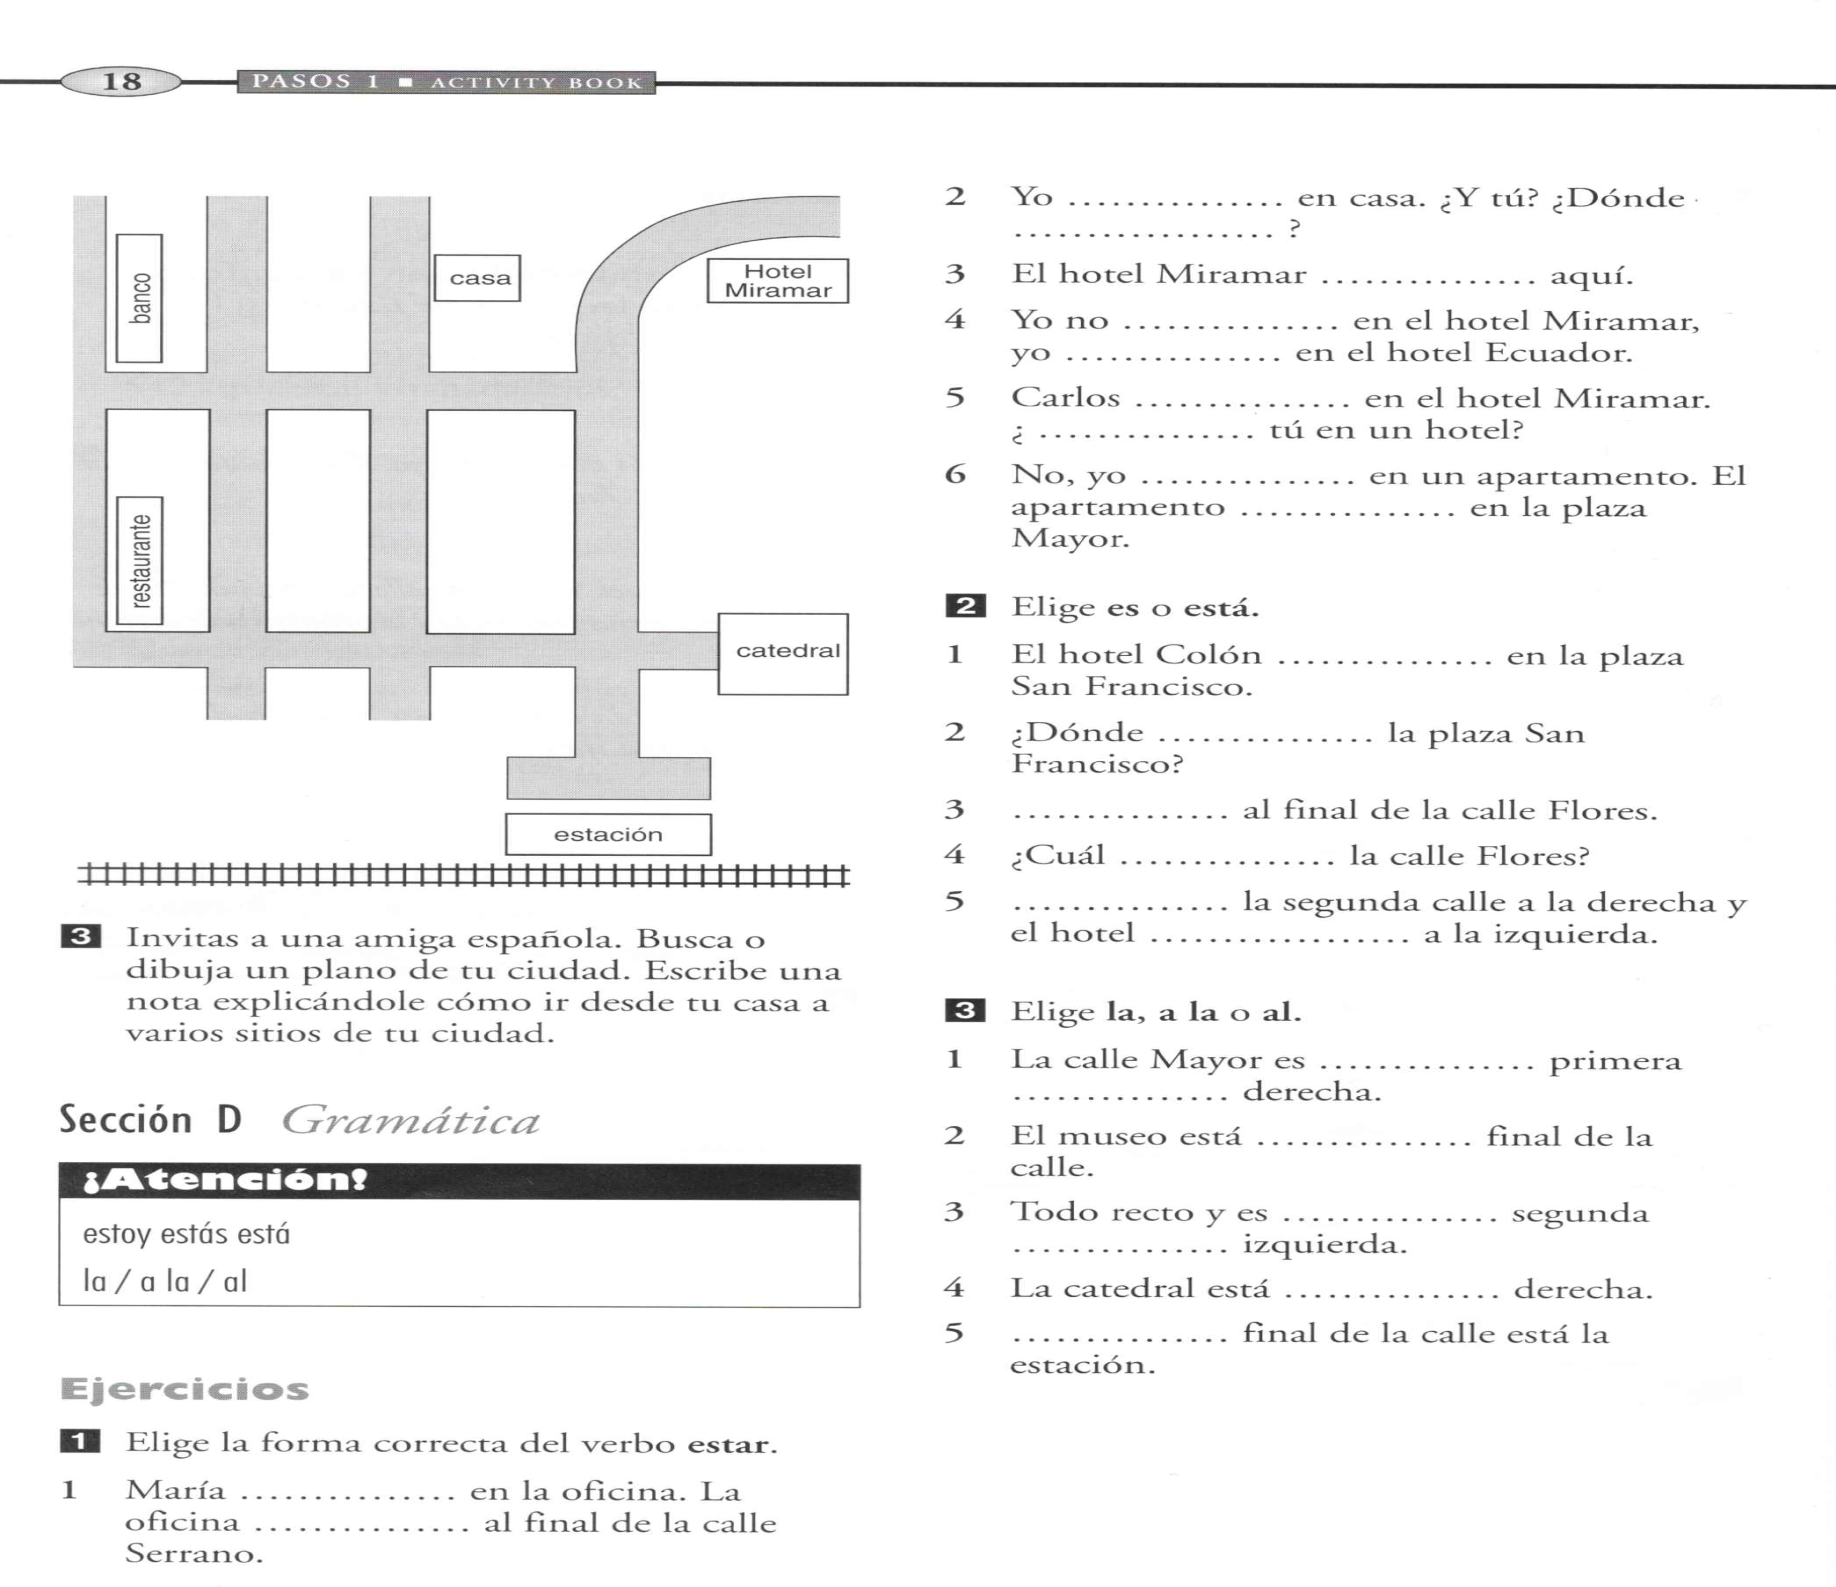 18 PASOS 1 ■ ACTIVITY BOOK
banco
casa
Hotel
Miramar
restaurante
catedral
estación
3 Invitas a una amiga española. Busca o
dibuja un plano de tu ciudad. Escribe una
nota explicándole cómo ir desde tu casa a
varios sitios de tu ciudad.
Sección D Gramática
¡Atención!
estoy estás está
la / a la / al
Ejercicios
1 Elige la forma correcta del verbo estar.
1 María ............... en la oficina. La
oficina ............... al final de la calle
Serrano.
2 Yo ............... en casa. ¿Y tú? ¿Dónde
.................. ?
3 El hotel Miramar ............... aquí.
4 Yo no ............... en el hotel Miramar,
yo ............... en el hotel Ecuador.
5 Carlos ............... en el hotel Miramar.
¿ ............... tú en un hotel?
6 No, yo ............... en un apartamento. El
apartamento ............... en la plaza
Mayor.
2 Elige es o está.
1 El hotel Colón ............... en la plaza
San Francisco.
2 ¿Dónde ............... la plaza San
Francisco?
3 ............... al final de la calle Flores.
4 ¿Cuál ............... la calle Flores?
5 ............... la segunda calle a la derecha y
el hotel .................. a la izquierda.
3 Elige la, a la o al.
1 La calle Mayor es ............... primera
............... derecha.
2 El museo está ............... final de la
calle.
3 Todo recto y es ............... segunda
............... izquierda.
4 La catedral está ............... derecha.
5 ............... final de la calle está la
estación.